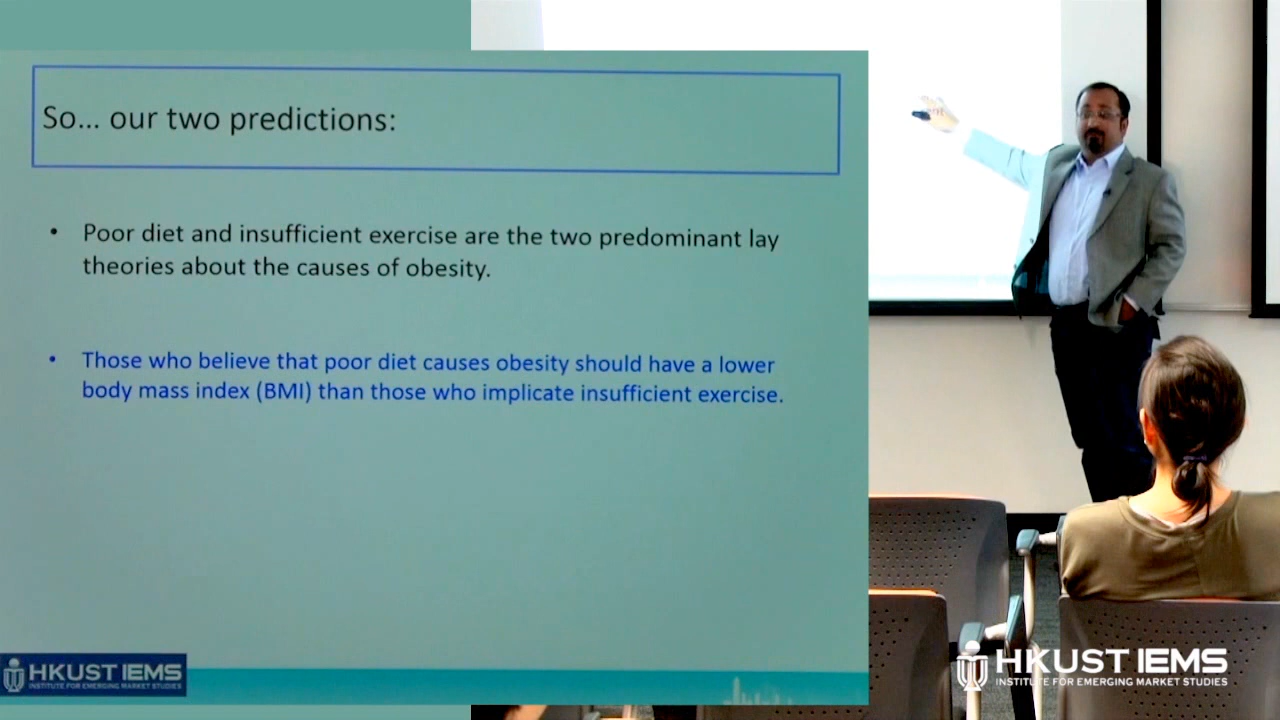 So... our two predictions:
• Poor diet and insufficient exercise are the two predominant lay
theories about the causes of obesity.
• Those who believe that poor diet causes obesity should have a lower
body mass index (BMI) than those who implicate insufficient exercise.
HKUST IEMS
INSTITUTE FOR EMERGING MARKET STUDIES
HKUST IEMS
INSTITUTE FOR EMERGING MARKET STUDIES